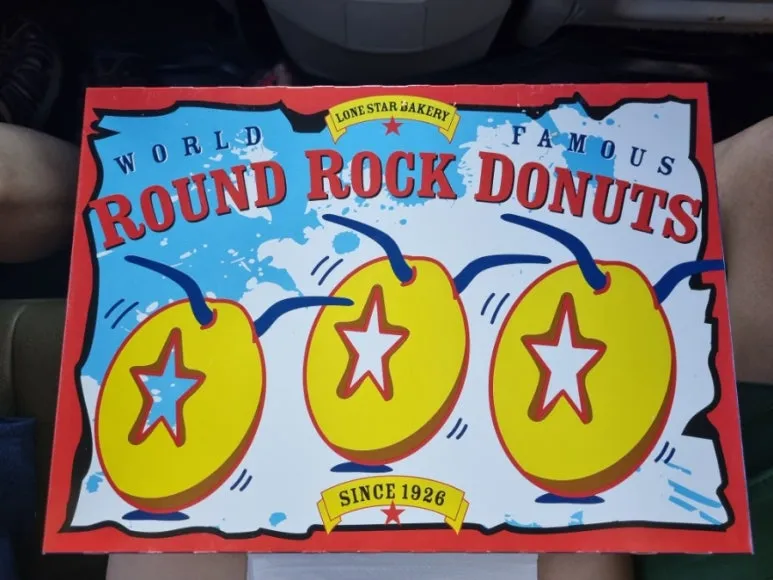 LONE STAR BAKERY
WORLD FAMOUS
ROUND ROCK DONUTS
SINCE 1926